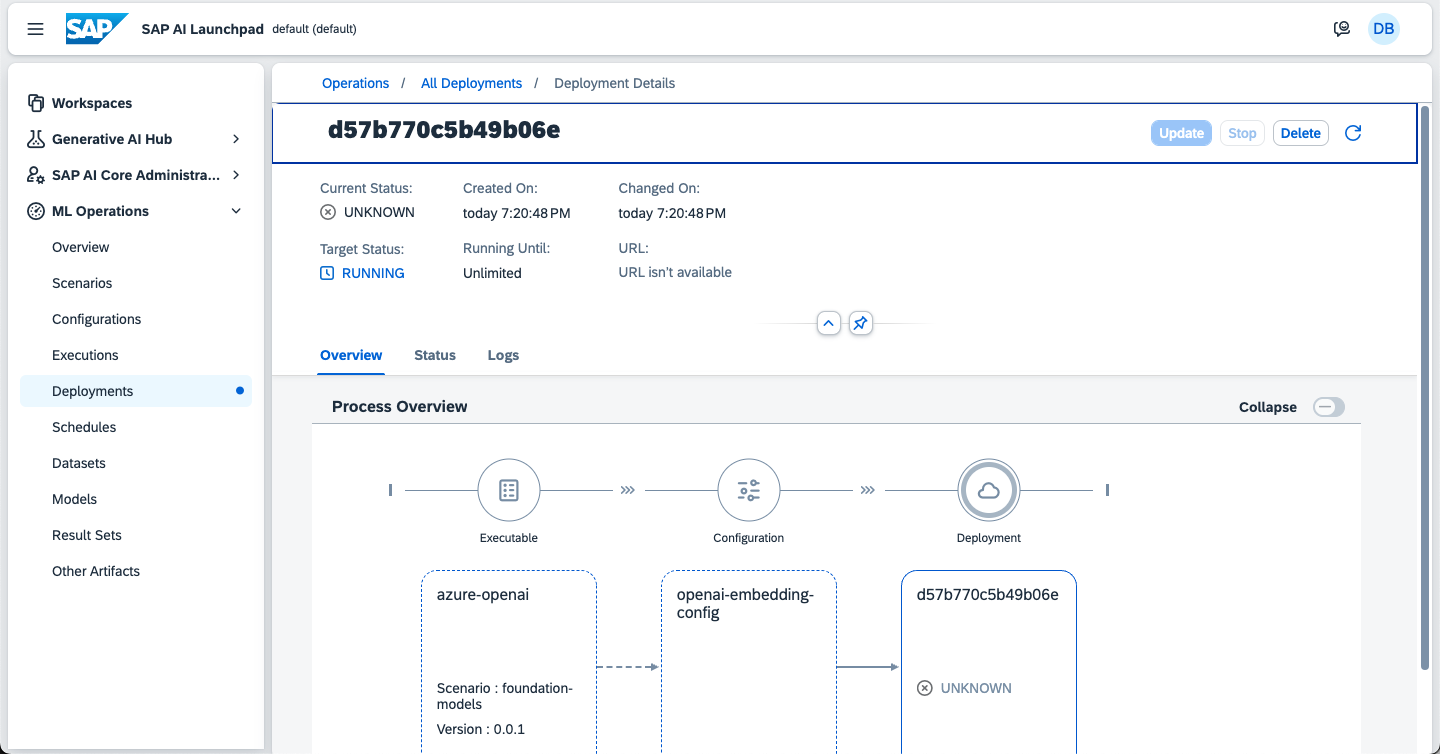 SAP
SAP AI Launchpad
default (default)
DB
Workspaces
Generative AI Hub
SAP AI Core Administra...
ML Operations
Overview
Scenarios
Configurations
Executions
Deployments
Schedules
Datasets
Models
Result Sets
Other Artifacts
Operations / All Deployments / Deployment Details
d57b770c5b49b06e
Update
Stop
Delete
Current Status:
UNKNOWN
Created On:
today 7:20:48 PM
Changed On:
today 7:20:48 PM
Target Status:
RUNNING
Running Until:
Unlimited
URL:
URL isn't available
Overview
Status
Logs
Process Overview
Collapse
Executable
Configuration
Deployment
azure-openai
Scenario : foundation-
models
Version : 0.0.1
openai-embedding-
config
d57b770c5b49b06e
UNKNOWN